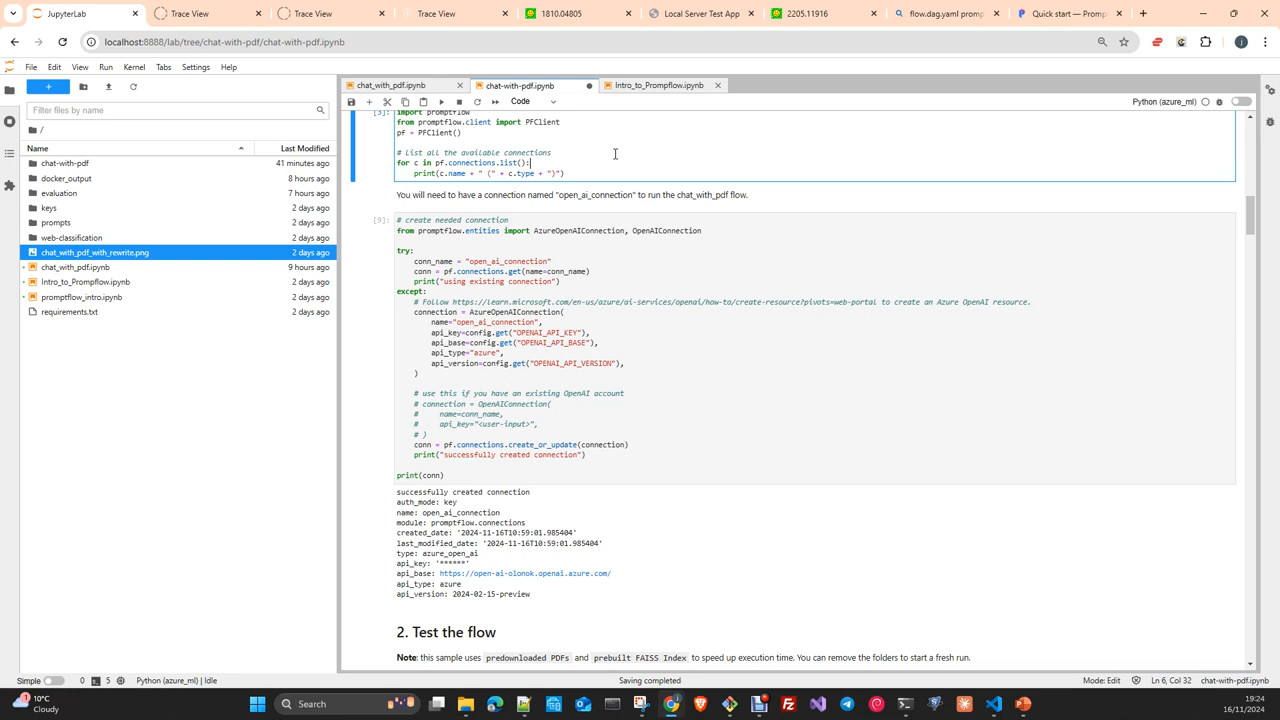 JupyterLab
Trace View
Trace View
Trace View
1810.04805
Local Server Test App
2205.11916
flow.dag.yaml promp
Quick start — Promp
localhost:8888/lab/tree/chat-with-pdf/chat-with-pdf.ipynb
File Edit View Run Kernel Tabs Settings Help
chat_with_pdf.ipynb
chat-with-pdf.ipynb
Intro_to_Prompflow.ipynb
Filter files by name
Code
Python (azure_ml)
/
Name Last Modified
chat-with-pdf 41 minutes ago
docker_output 8 hours ago
evaluation 7 hours ago
keys 2 days ago
prompts 2 days ago
web-classification 2 days ago
chat_with_pdf_with_rewrite.png 2 days ago
chat_with_pdf.ipynb 9 hours ago
Intro_to_Prompflow.ipynb 2 days ago
promptflow_intro.ipynb 2 days ago
requirements.txt 2 days ago
[3]: import promptflow
from promptflow.client import PFClient
pf = PFClient()
# List all the available connections
for c in pf.connections.list():
print(c.name + " (" + c.type + ")")
You will need to have a connection named "open_ai_connection" to run the chat_with_pdf flow.
[9]: # create needed connection
from promptflow.entities import AzureOpenAIConnection, OpenAIConnection
try:
conn_name = "open_ai_connection"
conn = pf.connections.get(name=conn_name)
print("using existing connection")
except:
# Follow https://learn.microsoft.com/en-us/azure/ai-services/openai/how-to/create-resource?pivots=web-portal to create an Azure OpenAI resource.
connection = AzureOpenAIConnection(
name="open_ai_connection",
api_key=config.get("OPENAI_API_KEY"),
api_base=config.get("OPENAI_API_BASE"),
api_type="azure",
api_version=config.get("OPENAI_API_VERSION"),
)
# use this if you have an existing OpenAI account
# connection = OpenAIConnection(
# name=conn_name,
# api_key="<user-input>",
# )
conn = pf.connections.create_or_update(connection)
print("successfully created connection")
print(conn)
successfully created connection
auth_mode: key
name: open_ai_connection
module: promptflow.connections
created_date: '2024-11-16T10:59:01.985404'
last_modified_date: '2024-11-16T10:59:01.985404'
type: azure_open_ai
api_key: '******'
api_base: https://open-ai-olonok.openai.azure.com/
api_type: azure
api_version: 2024-02-15-preview
2. Test the flow
Note: this sample uses predownloaded PDFs and prebuilt FAISS Index to speed up execution time. You can remove the folders to start a fresh run.
Simple 0 5 Python (azure_ml) | Idle Saving completed Mode: Edit Ln 6, Col 32 chat-with-pdf.ipynb
10°C
Cloudy
Search
19:24
16/11/2024